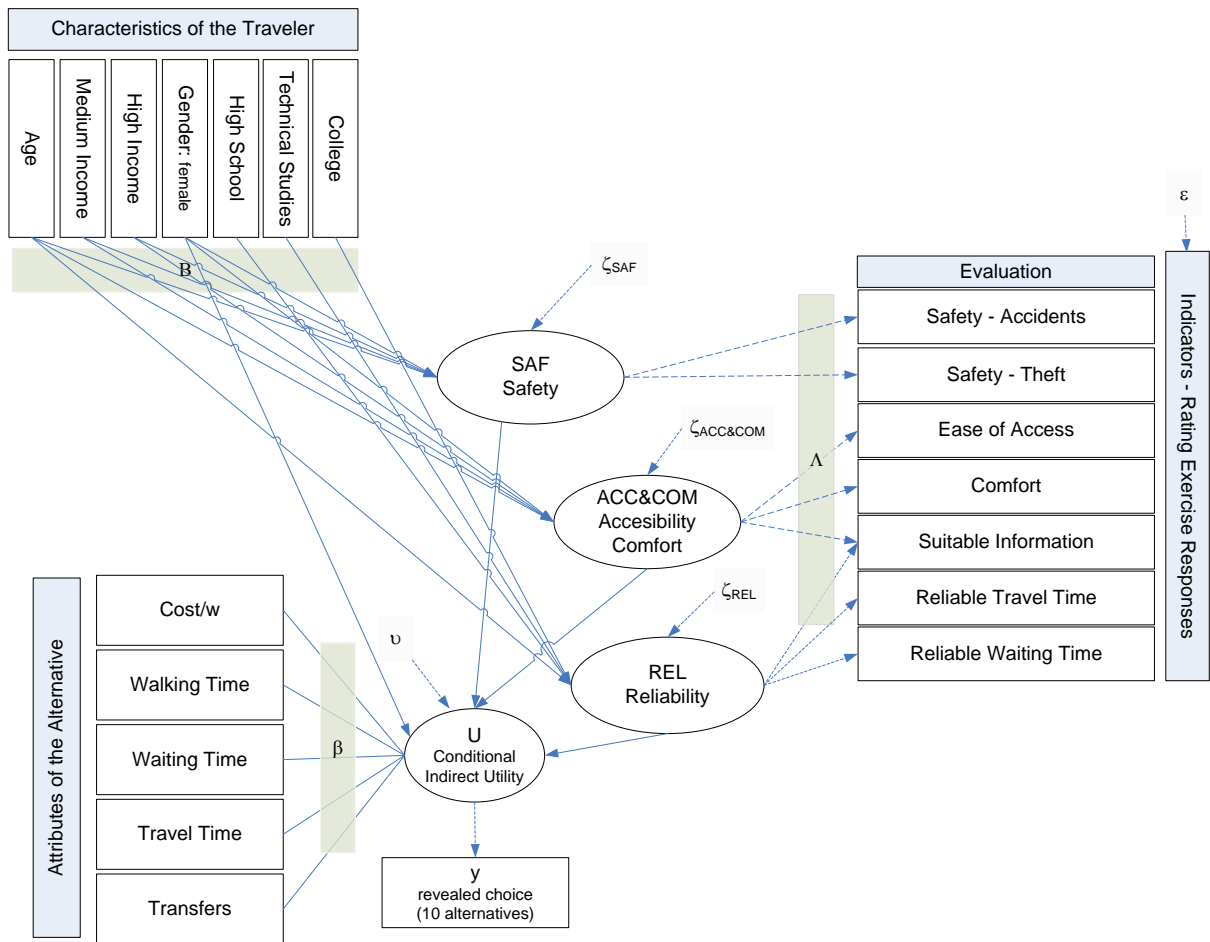 Characteristics of the Traveler
Age
Medium Income
High Income
Gender: female
High School
Technical Studies
College
B
ζSAF
ε
Evaluation
Safety - Accidents
Safety - Theft
Ease of Access
Comfort
Suitable Information
Reliable Travel Time
Reliable Waiting Time
Indicators - Rating Exercise Responses
Λ
SAF
Safety
ζACC&COM
ACC&COM
Accesibility
Comfort
ζREL
REL
Reliability
Attributes of the Alternative
Cost/w
Walking Time
Waiting Time
Travel Time
Transfers
β
υ
U
Conditional
Indirect Utility
y
revealed choice
(10 alternatives)